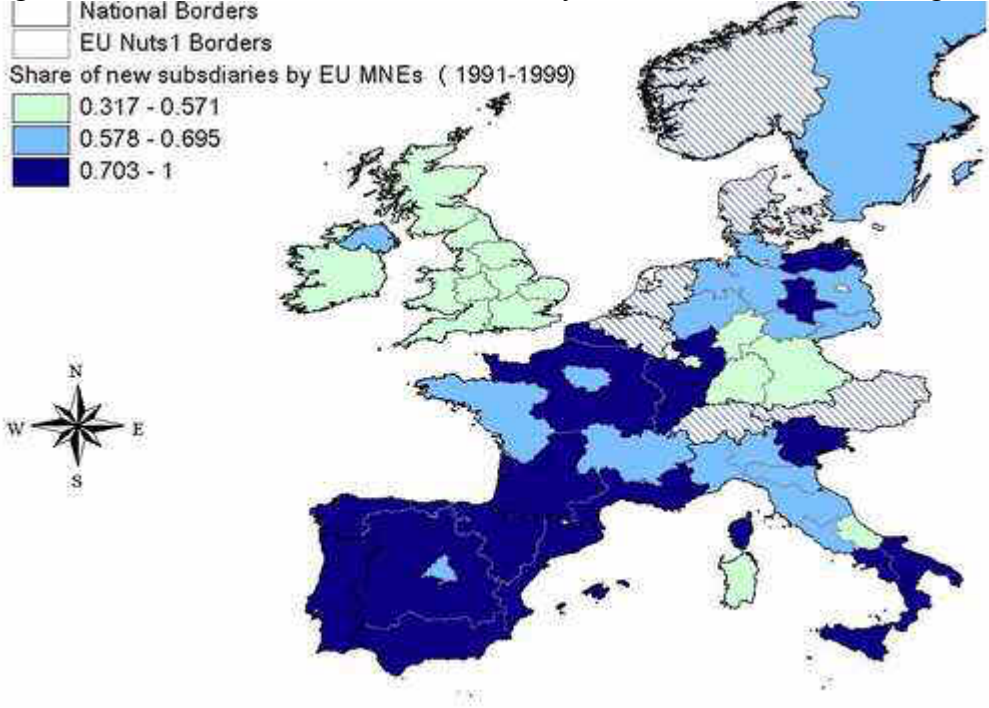 National Borders
EU Nuts1 Borders
Share of new subsdiaries by EU MNEs ( 1991-1999)
0.317 - 0.571
0.578 - 0.695
0.703 - 1
N
W E
S